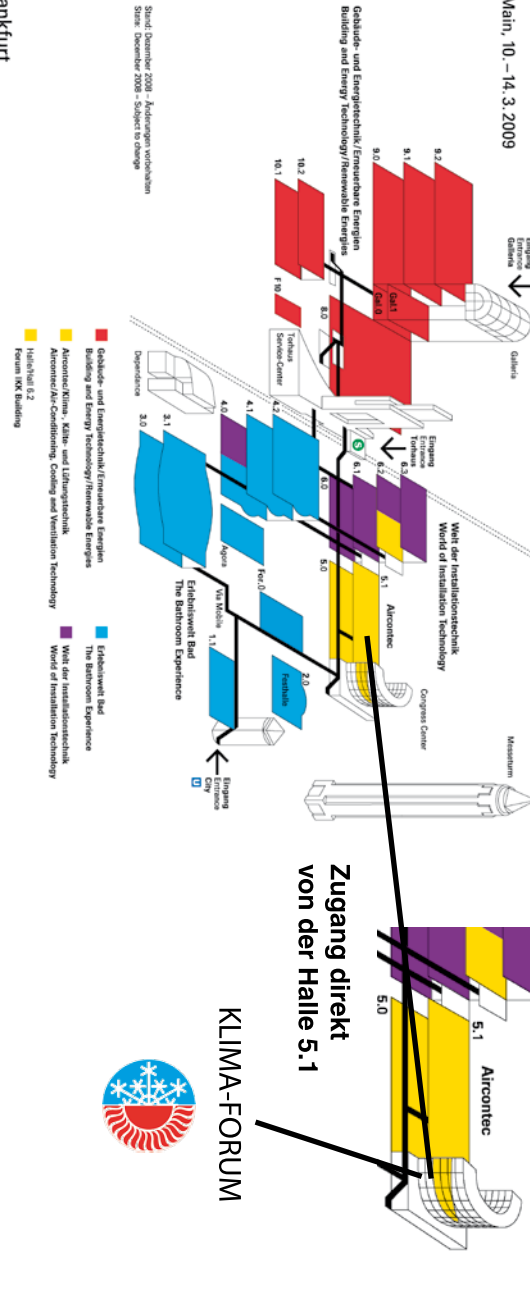 Main, 10.–14. 3. 2009
ankfurt
Eingang
Entrance
Galleria
Galleria
Gebäude- und Energietechnik/Erneuerbare Energien
Building and Energy Technology/Renewable Energies
9.2
9.1
9.0
10.2
10.1
Gal.1
Gal.0
F10
8.0
Torhaus
Service-Center
Dependance
Eingang
Entrance
Torhaus
S
Welt der Installationstechnik
World of Installation Technology
6.3
6.2
6.1
6.0
5.1
5.0
Aircontec
4.2
4.1
4.0
3.1
3.0
Agora
For.0
Via Mobile
1.1
2.0
Festhalle
Erlebniswelt Bad
The Bathroom Experience
Congress Center
Messeturm
Eingang
Entrance
City
U
Stand: Dezember 2008 – Änderungen vorbehalten
State: December 2008 – Subject to change
Gebäude- und Energietechnik/Erneuerbare Energien
Building and Energy Technology/Renewable Energies
Aircontec/Klima-, Kälte- und Lüftungstechnik
Aircontec/Air-Conditioning, Cooling and Ventilation Technology
Halle/Hall 6.2
Forum IKK Building
Erlebniswelt Bad
The Bathroom Experience
Welt der Installationstechnik
World of Installation Technology
Zugang direkt
von der Halle 5.1
5.1
5.0
Aircontec
KLIMA-FORUM